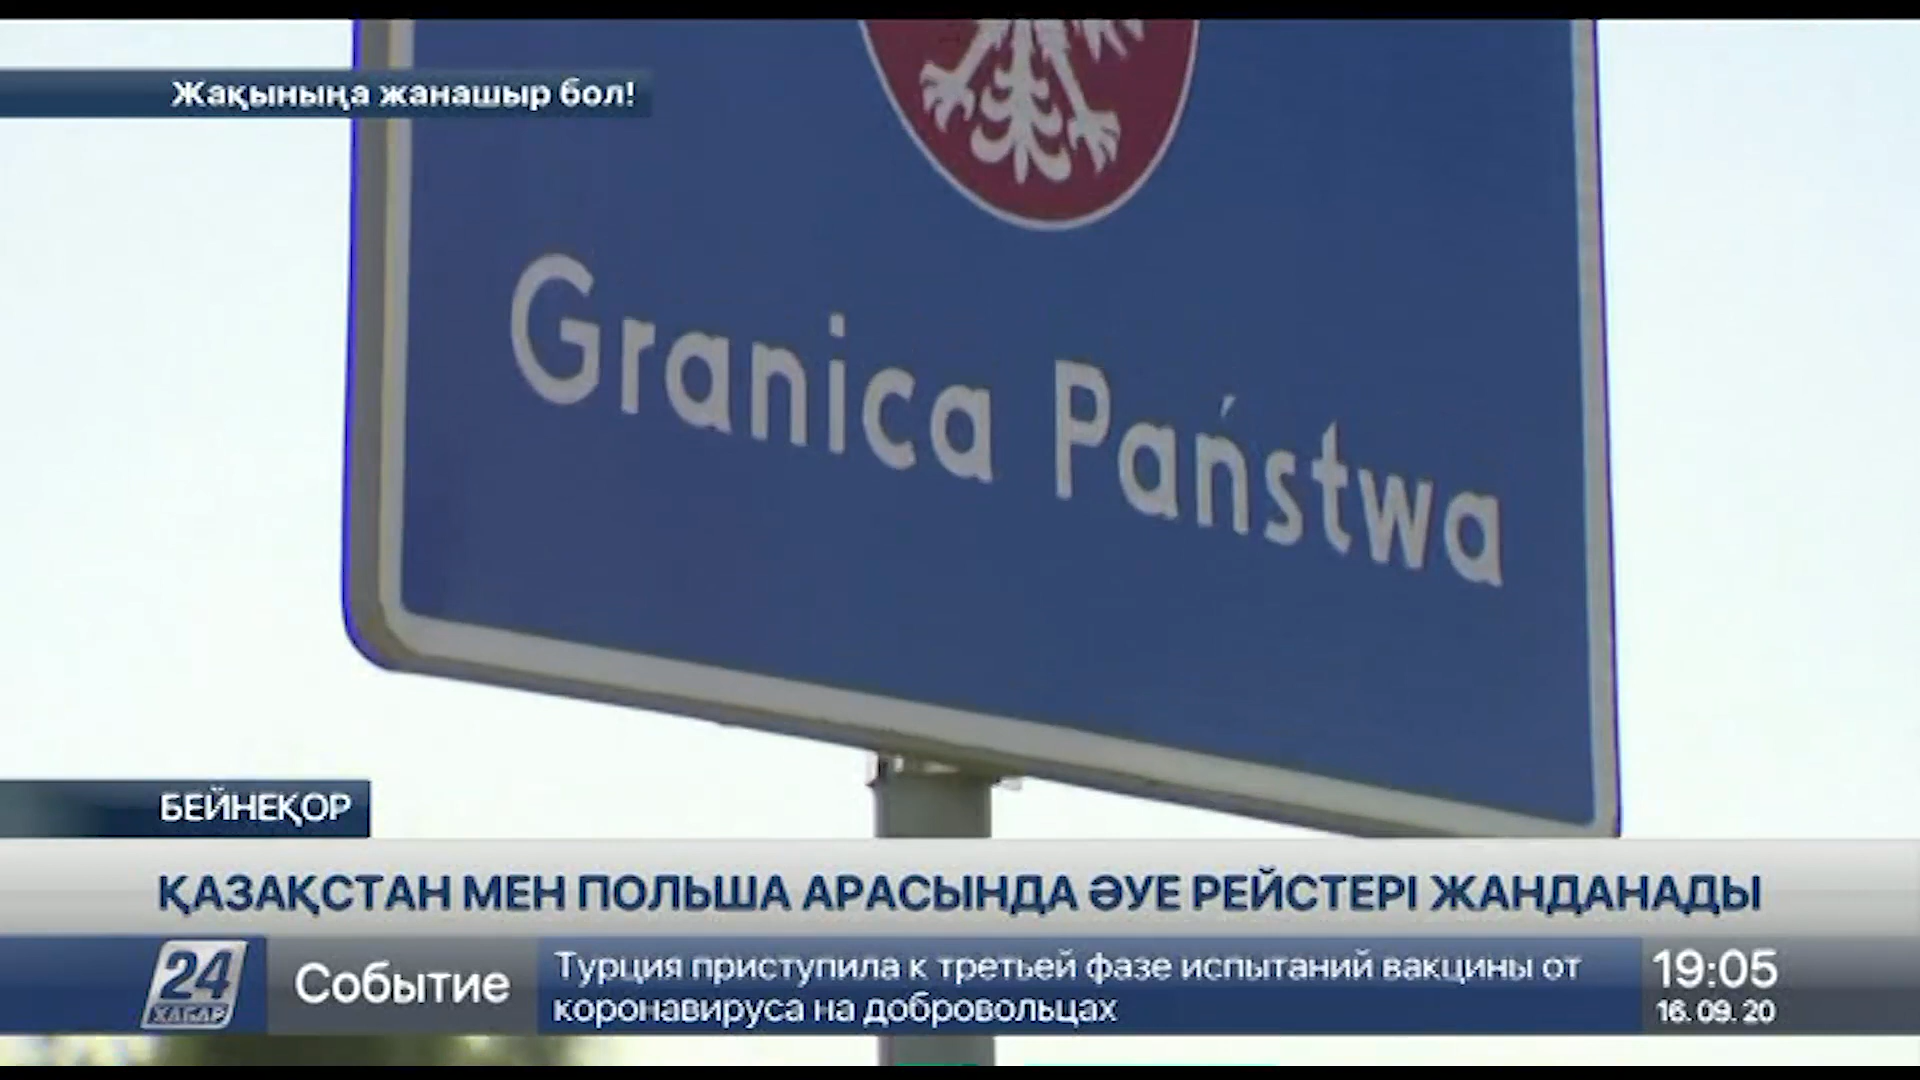 Жақыныңа жанашыр бол!
Granica Państwa
БЕЙНЕҚОР
ҚАЗАҚСТАН МЕН ПОЛЬША АРАСЫНДА ӘУЕ РЕЙСТЕРІ ЖАНДАНАДЫ
24
ХАБАР
Событие
Турция приступила к третьей фазе испытаний вакцины от
коронавируса на добровольцах
19:05
16. 09. 20